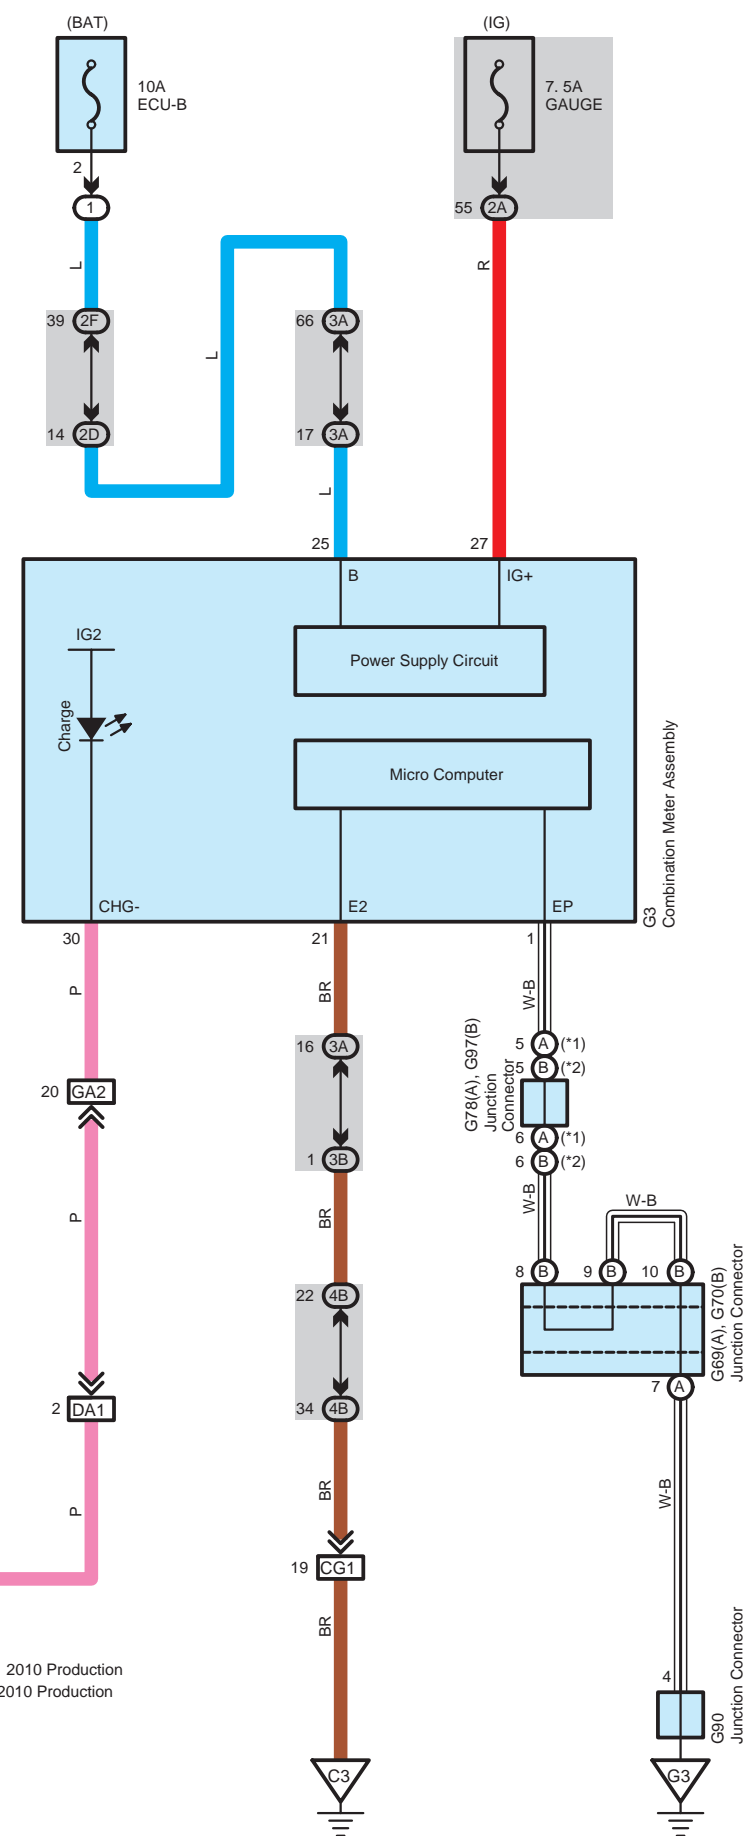 (BAT)
(IG)
10A
ECU-B
7. 5A
GAUGE
2
1
55 2A
L
R
39 2F
66 3A
L
14 2D
17 3A
L
25
27
B
IG+
IG2
Power Supply Circuit
Charge
Micro Computer
G3
Combination Meter Assembly
CHG-
E2
EP
30
21
1
P
BR
W-B
G78(A), G97(B)
Junction
Connector
5 A (*1)
5 B (*2)
16 3A
20 GA2
6 A (*1)
6 B (*2)
1 3B
P
BR
W-B
W-B
8 B
9 B
10 B
22 4B
G69(A), G70(B)
Junction Connector
7 A
2 DA1
34 4B
P
BR
W-B
19 CG1
BR
2010 Production
2010 Production
4
G90
Junction Connector
C3
G3